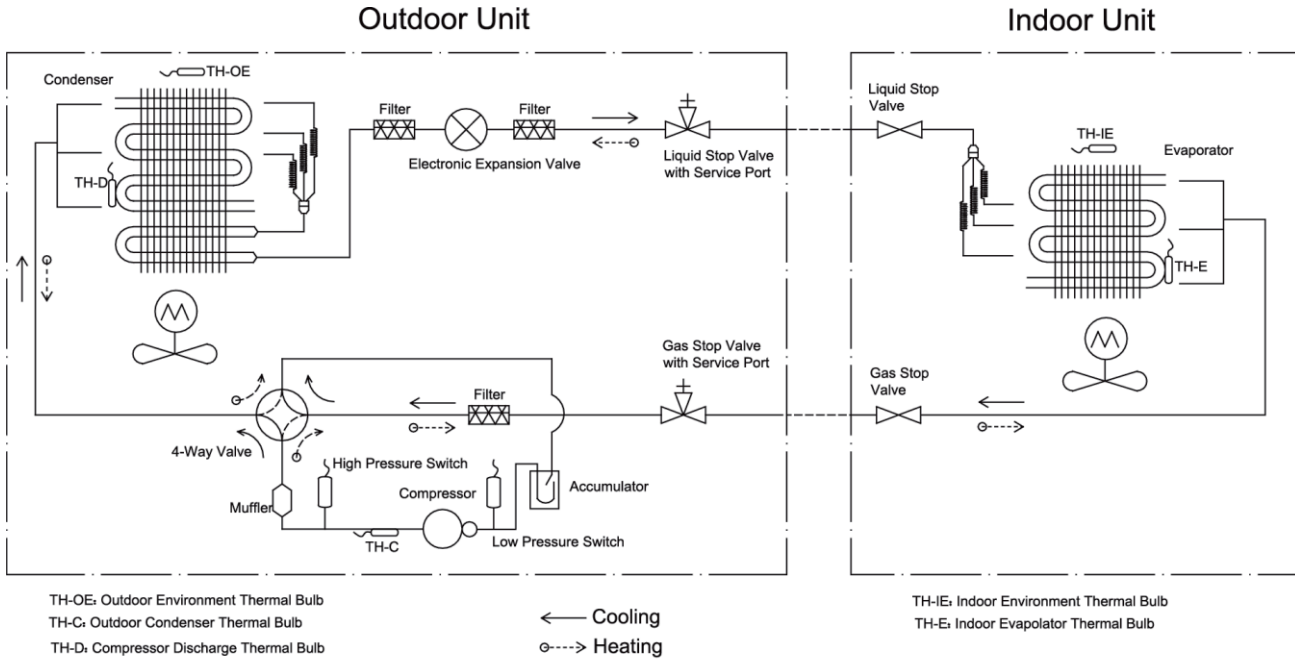 Outdoor Unit
Indoor Unit
Condenser
TH-OE
Filter
Filter
Electronic Expansion Valve
Liquid Stop Valve
with Service Port
TH-D
Liquid Stop
Valve
TH-IE
Evaporator
TH-E
Gas Stop Valve
with Service Port
Gas Stop
Valve
Filter
4-Way Valve
High Pressure Switch
Compressor
Accumulator
Muffler
TH-C
Low Pressure Switch
TH-OE: Outdoor Environment Thermal Bulb
TH-C: Outdoor Condenser Thermal Bulb
TH-D: Compressor Discharge Thermal Bulb
Cooling
Heating
TH-IE: Indoor Environment Thermal Bulb
TH-E: Indoor Evapolator Thermal Bulb